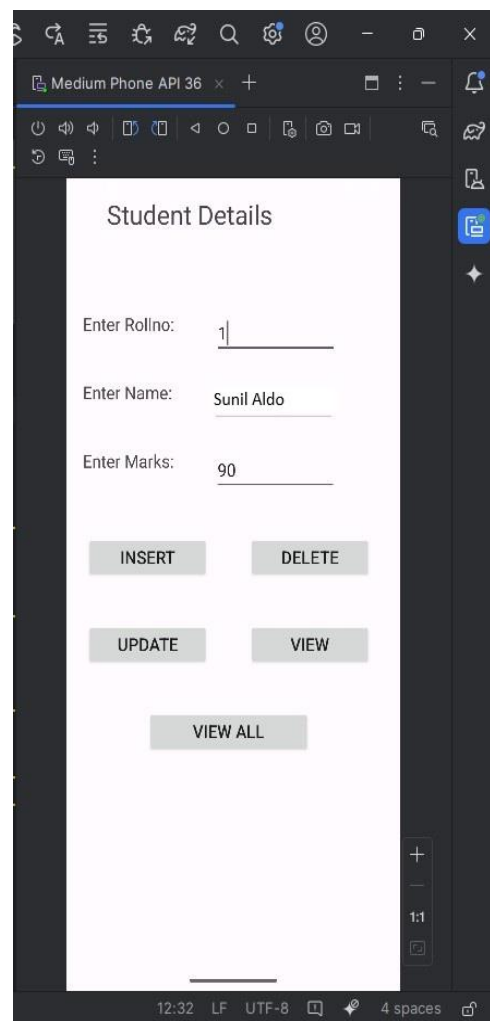 Medium Phone API 36
Student Details
Enter Rollno: 1
Enter Name: Sunil Aldo
Enter Marks: 90
INSERT DELETE
UPDATE VIEW
VIEW ALL
1:1
12:32 LF UTF-8 4 spaces